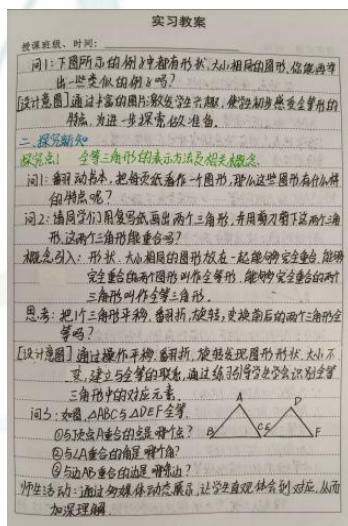 实习教案
授课班级、时间:
问1:下图所示的例子中都有形状、大小相同的图形,你能再举
出一些类似的例子吗?
[设计意图]通过丰富的图片激发学生兴趣,使学生初步感受全等形的
特点,为进一步探索做准备。
二、探究新知
探究点1 全等三角形的表示方法及相关概念
问1:翻动书本,把每页纸看作一个图形,那么这些图形有什么样
的特点呢?
问2:请同学们用复写纸画出两个三角形,并用剪刀剪下这两个三角
形,这两个三角形能重合吗?
概念引入:形状、大小相同的图形放在一起能够完全重合,能够
完全重合的两个图形叫作全等形,能够完全重合的两个
三角形叫作全等三角形。
思考:把1个三角形平移、翻折、旋转,变换前后的两个三角形全
等吗?
[设计意图]通过操作平移、翻折、旋转发现图形形状、大小不
变,建立与全等的联系,通过练习引导学生学会识别全等
三角形中的对应元素。
问3:如图,△ABC与△DEF全等.
①与顶点A重合的点是哪个点?
②与∠A重合的角是哪个角?
③与边AB重合的边是哪条边?
A D
B C E F
师生活动:通过多媒体动态展示,让学生直观体会到对应,从而
加深理解.